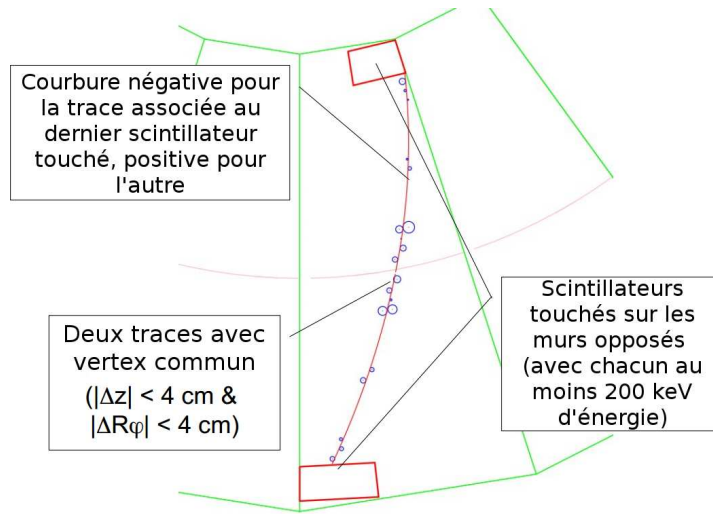 Courbure négative pour
la trace associée au
dernier scintillateur
touché, positive pour
l'autre
Deux traces avec
vertex commun
(|Δz| < 4 cm &
|ΔRφ| < 4 cm)
Scintillateurs
touchés sur les
murs opposés
(avec chacun au
moins 200 keV
d'énergie)